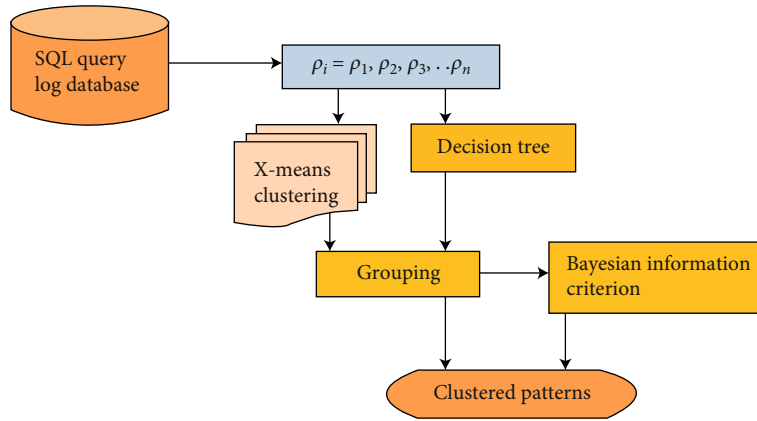 SQL query
log database
ρᵢ = ρ₁, ρ₂, ρ₃, . . ρₙ
X-means
clustering
Decision tree
Grouping
Bayesian information
criterion
Clustered patterns